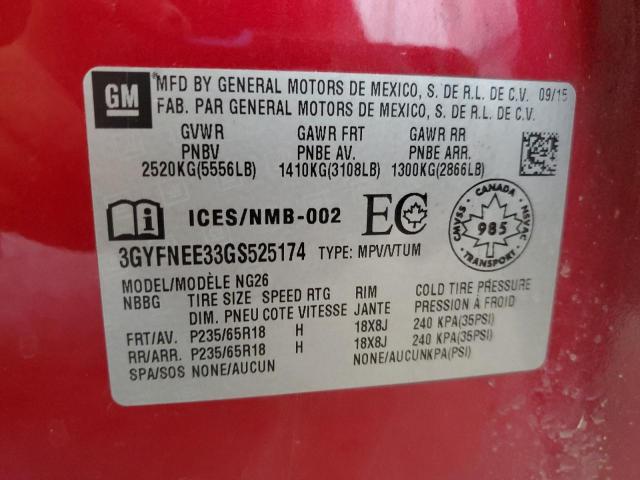 GM
MFD BY GENERAL MOTORS DE MEXICO, S. DE R.L. DE C.V. 09/15
FAB. PAR GENERAL MOTORS DE MEXICO, S. DE R.L. DE C.V.
GVWR GAWR FRT GAWR RR
PNBV PNBE AV. PNBE ARR.
2520KG(5556LB) 1410KG(3108LB) 1300KG(2866LB)
i ICES/NMB-002 EC
CANADA
CMVSS 985 NSVAC
TRANSPORT
3GYFNEE33GS525174 TYPE: MPV/VTUM
MODEL/MODÈLE NG26
NBBG TIRE SIZE SPEED RTG RIM COLD TIRE PRESSURE
DIM. PNEU COTE VITESSE JANTE PRESSION À FROID
FRT/AV. P235/65R18 H 18X8J 240 KPA(35PSI)
RR/ARR. P235/65R18 H 18X8J 240 KPA(35PSI)
SPA/SOS NONE/AUCUN NONE/AUCUNKPA(PSI)